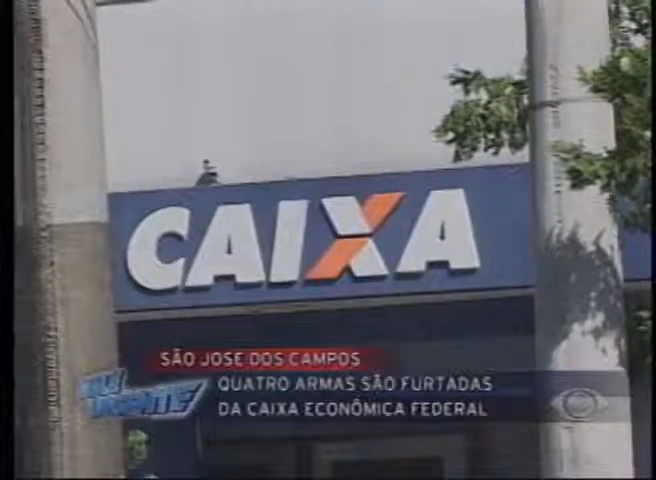 CAIXA
SÃO JOSE DOS CAMPOS
QUATRO ARMAS SÃO FURTADAS
DA CAIXA ECONÔMICA FEDERAL